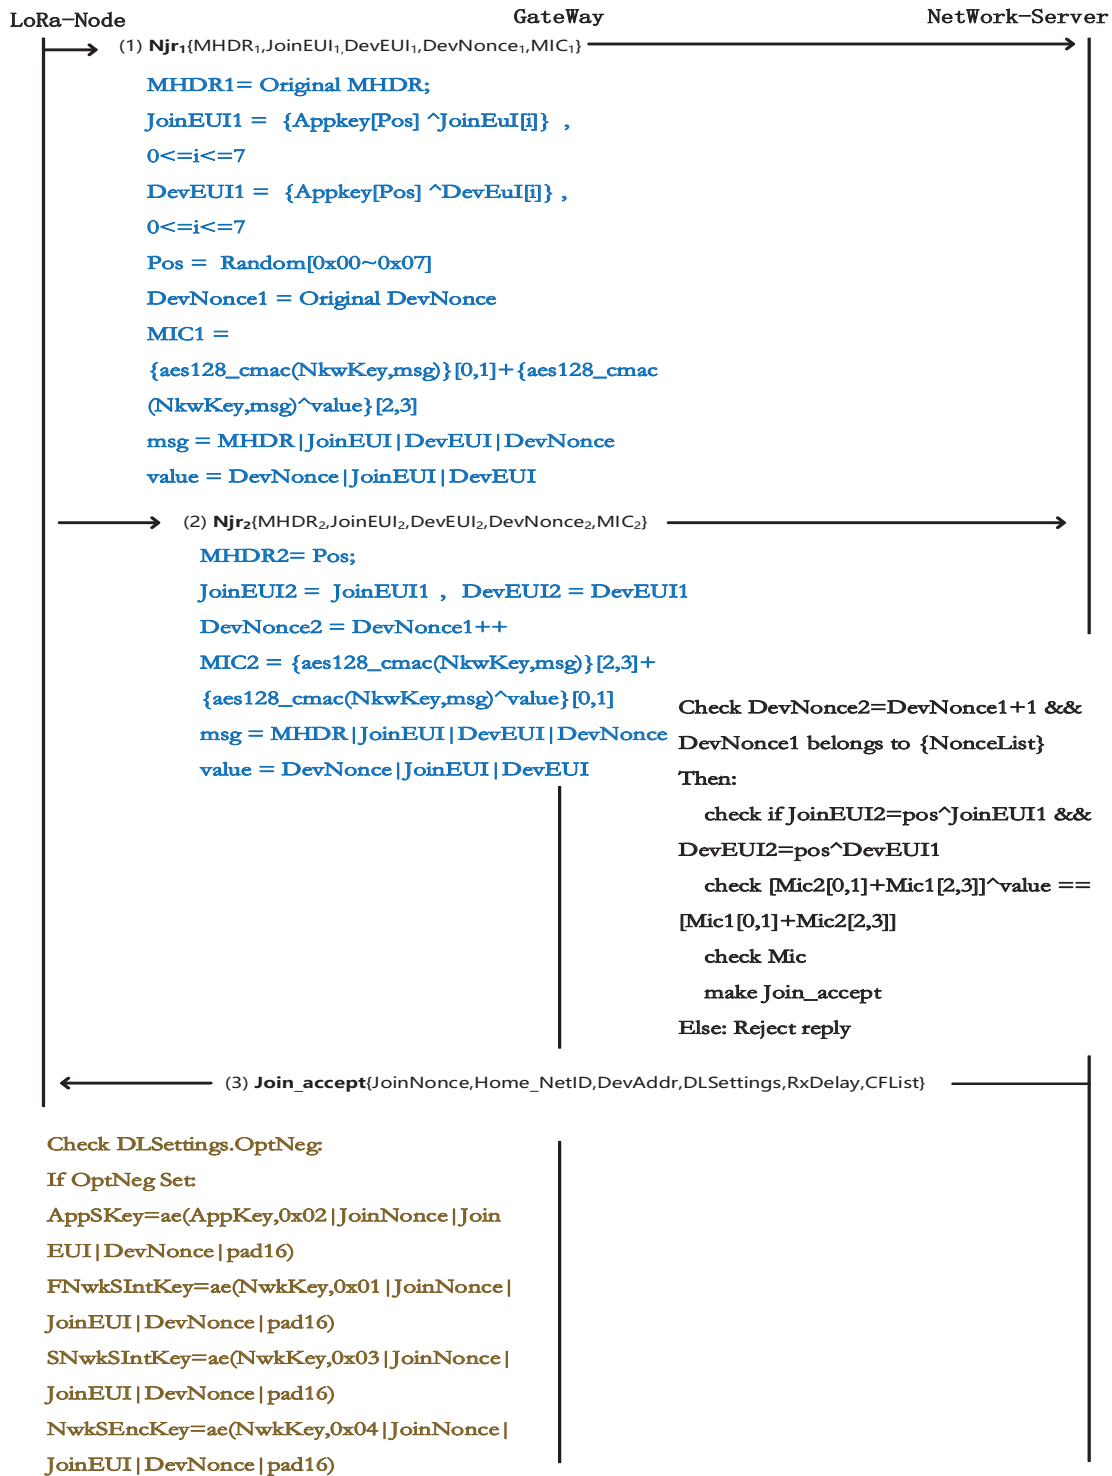 LoRa-Node GateWay NetWork-Server
(1) Njr₁{MHDR₁,JoinEUI₁,DevEUI₁,DevNonce₁,MIC₁}
MHDR1= Original MHDR;
JoinEUI1 = {Appkey[Pos] ^JoinEuI[i]} ,
0<=i<=7
DevEUI1 = {Appkey[Pos] ^DevEuI[i]} ,
0<=i<=7
Pos = Random[0x00~0x07]
DevNonce1 = Original DevNonce
MIC1 =
{aes128_cmac(NkwKey,msg)}[0,1]+{aes128_cmac
(NkwKey,msg)^value}[2,3]
msg = MHDR|JoinEUI|DevEUI|DevNonce
value = DevNonce|JoinEUI|DevEUI
(2) Njr₂{MHDR₂,JoinEUI₂,DevEUI₂,DevNonce₂,MIC₂}
MHDR2= Pos;
JoinEUI2 = JoinEUI1 , DevEUI2 = DevEUI1
DevNonce2 = DevNonce1++
MIC2 = {aes128_cmac(NkwKey,msg)}[2,3]+
{aes128_cmac(NkwKey,msg)^value}[0,1]
msg = MHDR|JoinEUI|DevEUI|DevNonce
value = DevNonce|JoinEUI|DevEUI
Check DevNonce2=DevNonce1+1 &&
DevNonce1 belongs to {NonceList}
Then:
check if JoinEUI2=pos^JoinEUI1 &&
DevEUI2=pos^DevEUI1
check [Mic2[0,1]+Mic1[2,3]]^value ==
[Mic1[0,1]+Mic2[2,3]]
check Mic
make Join_accept
Else: Reject reply
(3) Join_accept{JoinNonce,Home_NetID,DevAddr,DLSettings,RxDelay,CFList}
Check DLSettings.OptNeg:
If OptNeg Set:
AppSKey=ae(AppKey,0x02|JoinNonce|Join
EUI|DevNonce|pad16)
FNwkSIntKey=ae(NwkKey,0x01|JoinNonce|
JoinEUI|DevNonce|pad16)
SNwkSIntKey=ae(NwkKey,0x03|JoinNonce|
JoinEUI|DevNonce|pad16)
NwkSEncKey=ae(NwkKey,0x04|JoinNonce|
JoinEUI|DevNonce|pad16)